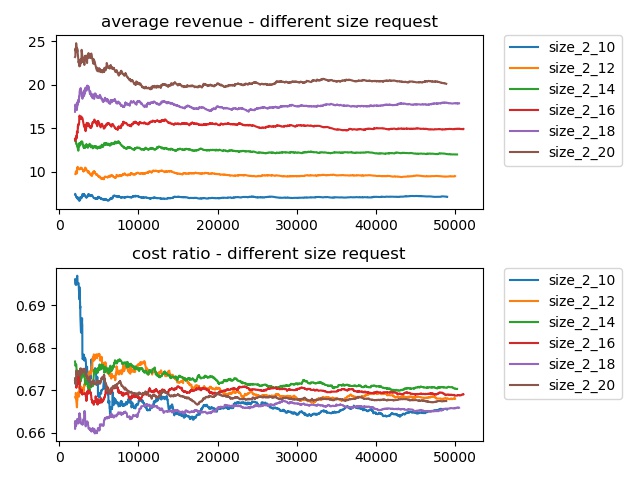 average revenue - different size request
25
20
15
10
0 10000 20000 30000 40000 50000
size_2_10
size_2_12
size_2_14
size_2_16
size_2_18
size_2_20
cost ratio - different size request
0.69
0.68
0.67
0.66
0 10000 20000 30000 40000 50000
size_2_10
size_2_12
size_2_14
size_2_16
size_2_18
size_2_20